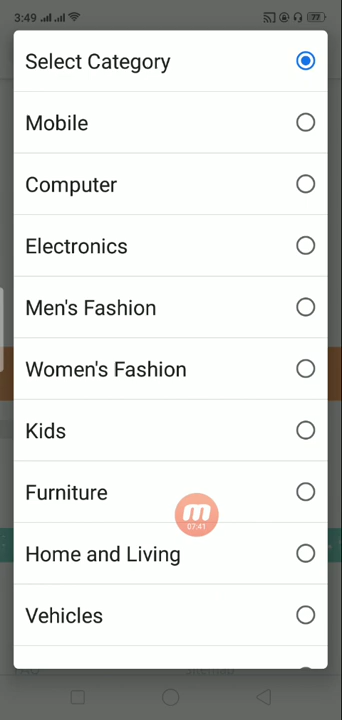 3:49
77
Select Category
Mobile
Computer
Electronics
Men's Fashion
Women's Fashion
Kids
Furniture
07:41
Home and Living
Vehicles